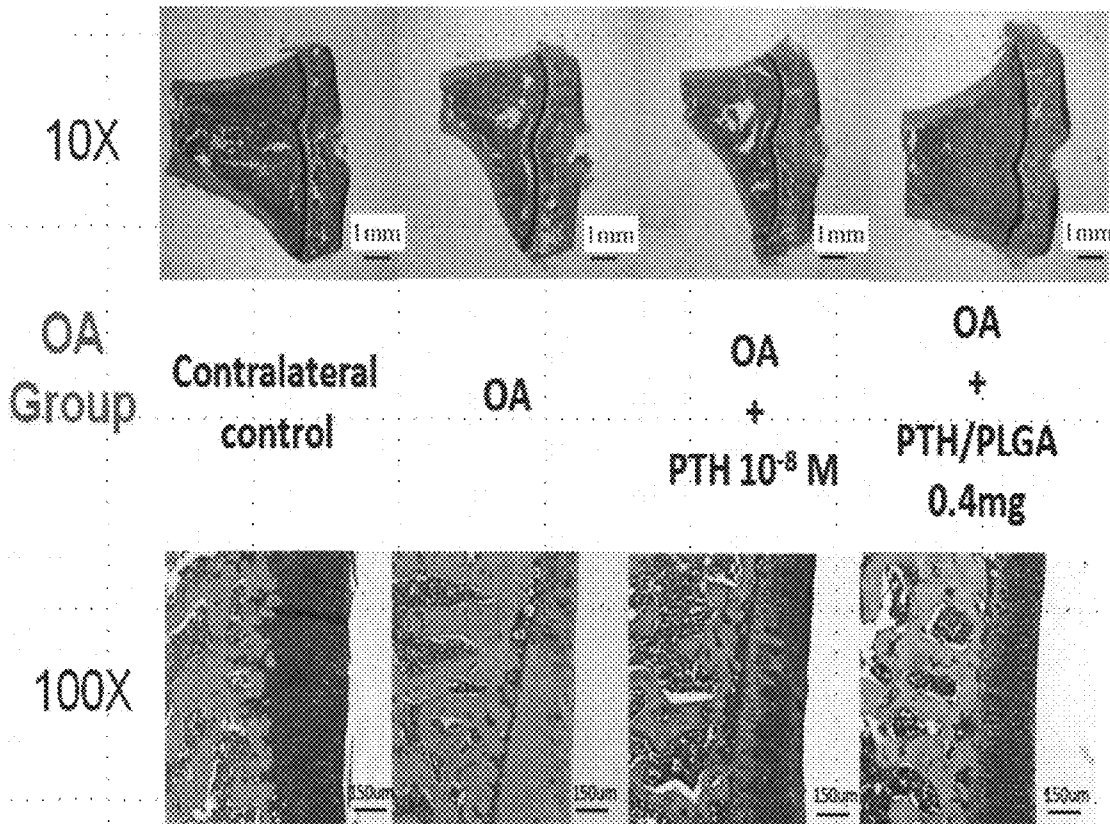 10X
1mm
1mm
1mm
1mm
OA
Group
Contralateral
control
OA
OA
+
PTH 10⁻⁸ M
OA
+
PTH/PLGA
0.4mg
100X
150um
150um
150um
150um